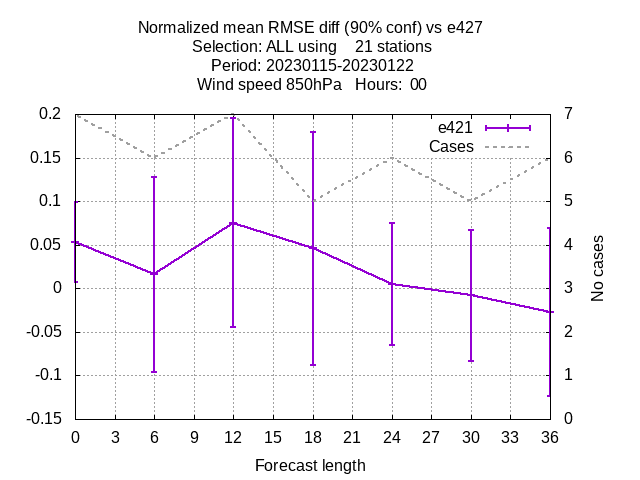 Normalized mean RMSE diff (90% conf) vs e427
Selection: ALL using    21 stations
Period: 20230115-20230122
Wind speed 850hPa   Hours:  00
e421
Cases
0.2
0.15
0.1
0.05
0
-0.05
-0.1
-0.15
7
6
5
4
3
2
1
0
No cases
0 3 6 9 12 15 18 21 24 27 30 33 36
Forecast length